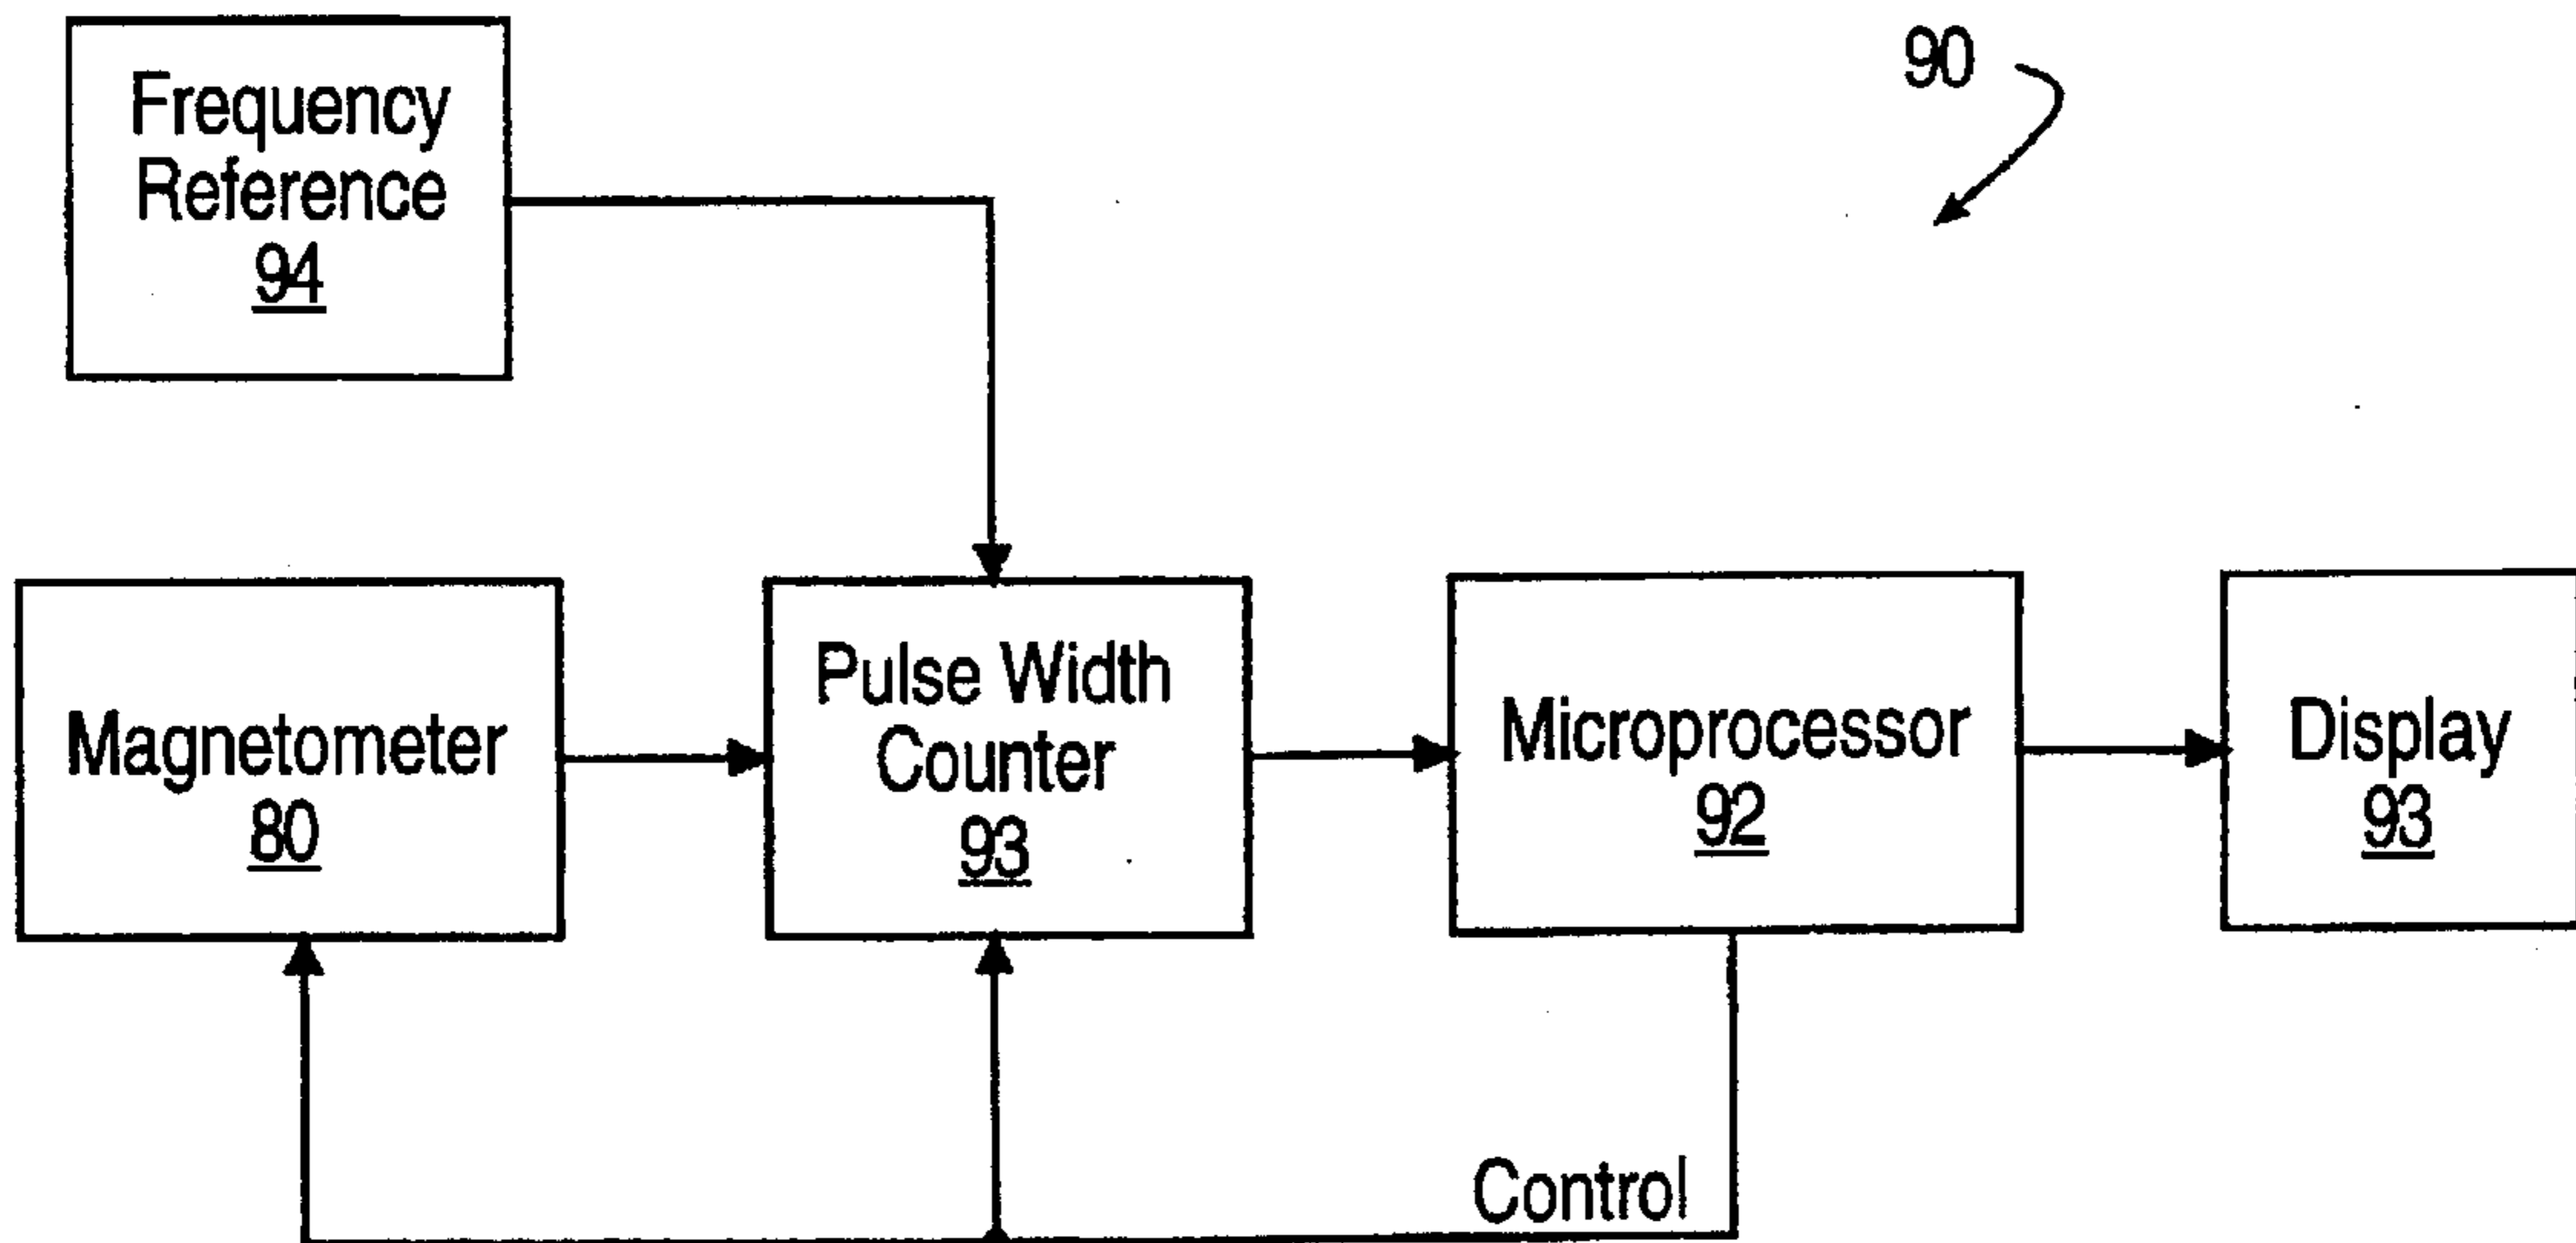 90
Frequency
Reference
94
Magnetometer
80
Pulse Width
Counter
93
Microprocessor
92
Display
93
Control